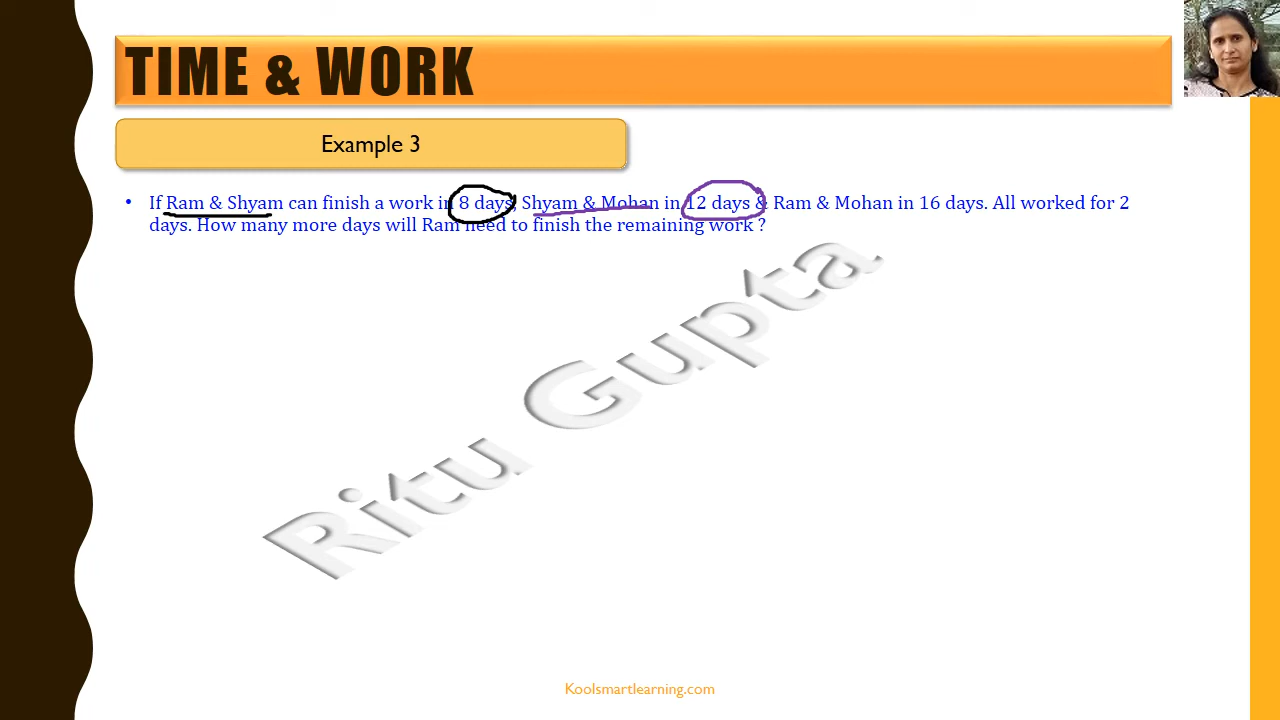 TIME & WORK
Example 3
• If Ram & Shyam can finish a work in 8 days, Shyam & Mohan in 12 days & Ram & Mohan in 16 days. All worked for 2
days. How many more days will Ram need to finish the remaining work ?
Ritu Gupta
Koolsmartlearning.com